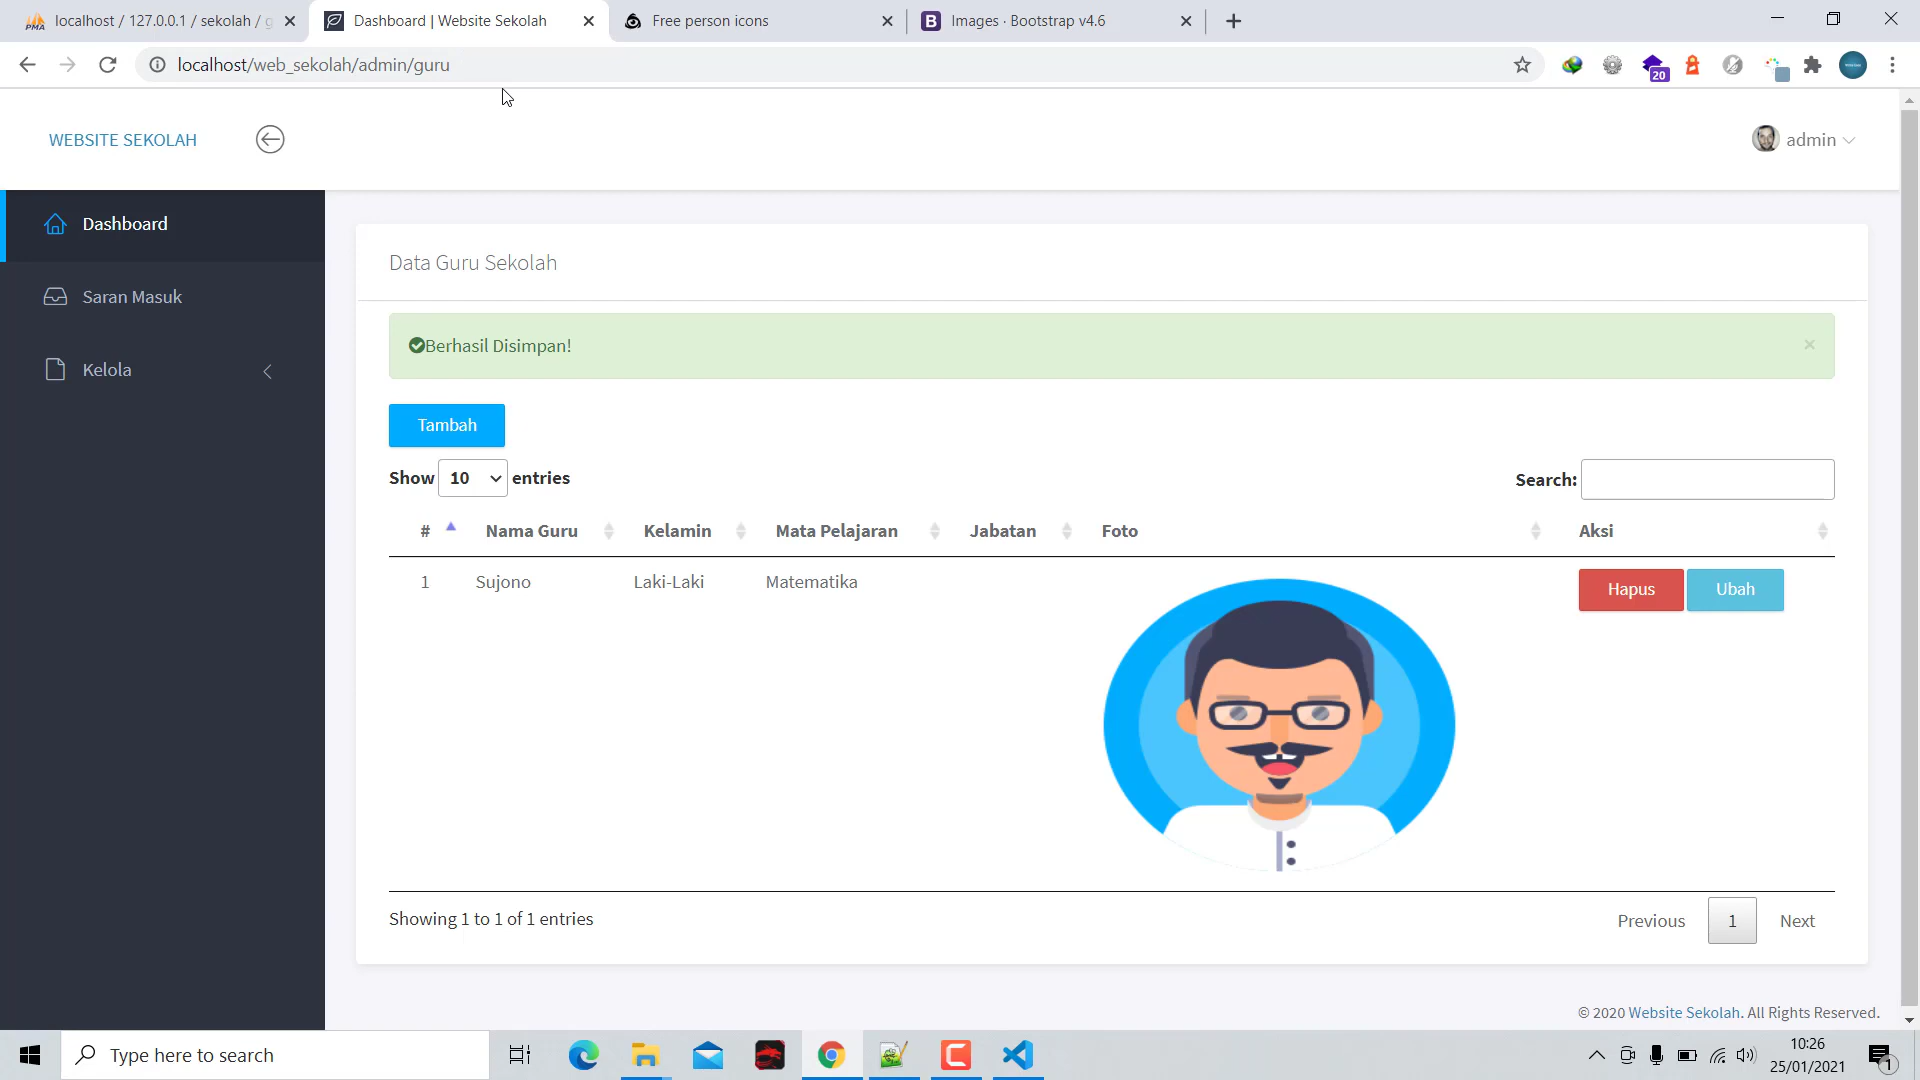 localhost / 127.0.0.1 / sekolah / g
Dashboard | Website Sekolah
Free person icons
Images · Bootstrap v4.6
localhost/web_sekolah/admin/guru
20
WEBSITE SEKOLAH
admin
Dashboard
Saran Masuk
Kelola
Data Guru Sekolah
Berhasil Disimpan!
×
Tambah
Show 10 entries
Search:
# Nama Guru Kelamin Mata Pelajaran Jabatan Foto Aksi
1 Sujono Laki-Laki Matematika Hapus Ubah
Showing 1 to 1 of 1 entries
Previous 1 Next
© 2020 Website Sekolah. All Rights Reserved.
Type here to search
10:26
25/01/2021
1